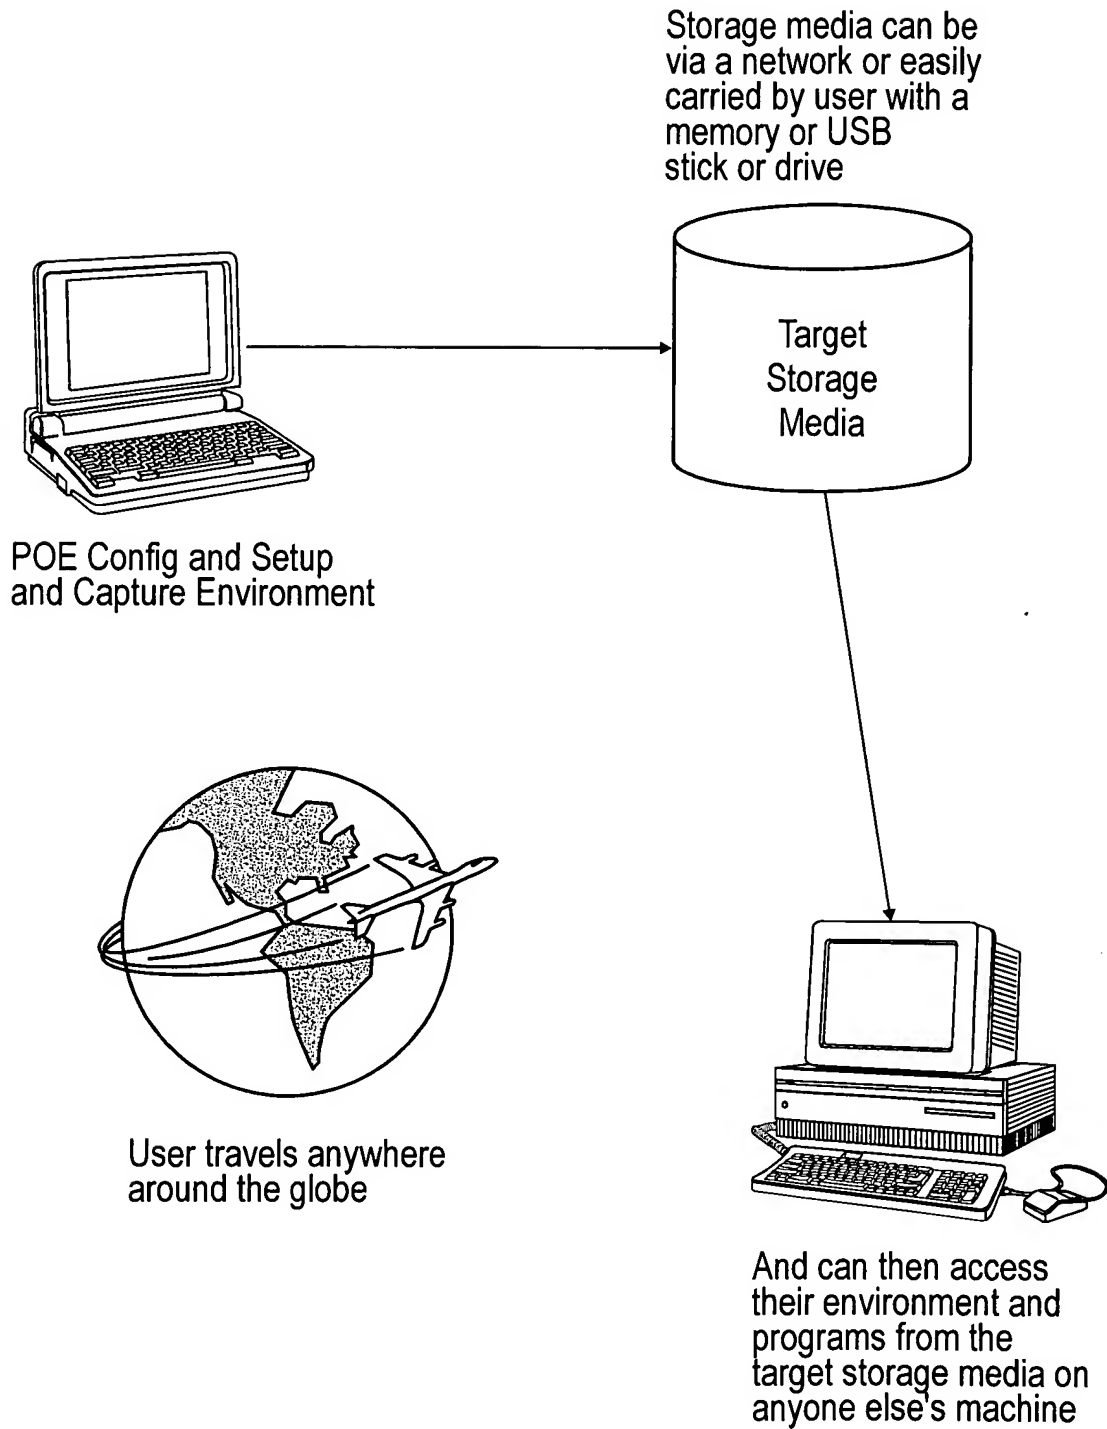 Storage media can be
via a network or easily
carried by user with a
memory or USB
stick or drive
Target
Storage
Media
POE Config and Setup
and Capture Environment
User travels anywhere
around the globe
And can then access
their environment and
programs from the
target storage media on
anyone else's machine